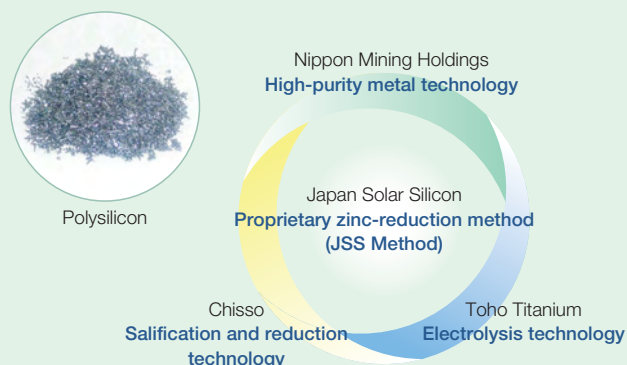 Nippon Mining Holdings
High-purity metal technology
Polysilicon
Japan Solar Silicon
Proprietary zinc-reduction method
(JSS Method)
Chisso
Salification and reduction
technology
Toho Titanium
Electrolysis technology